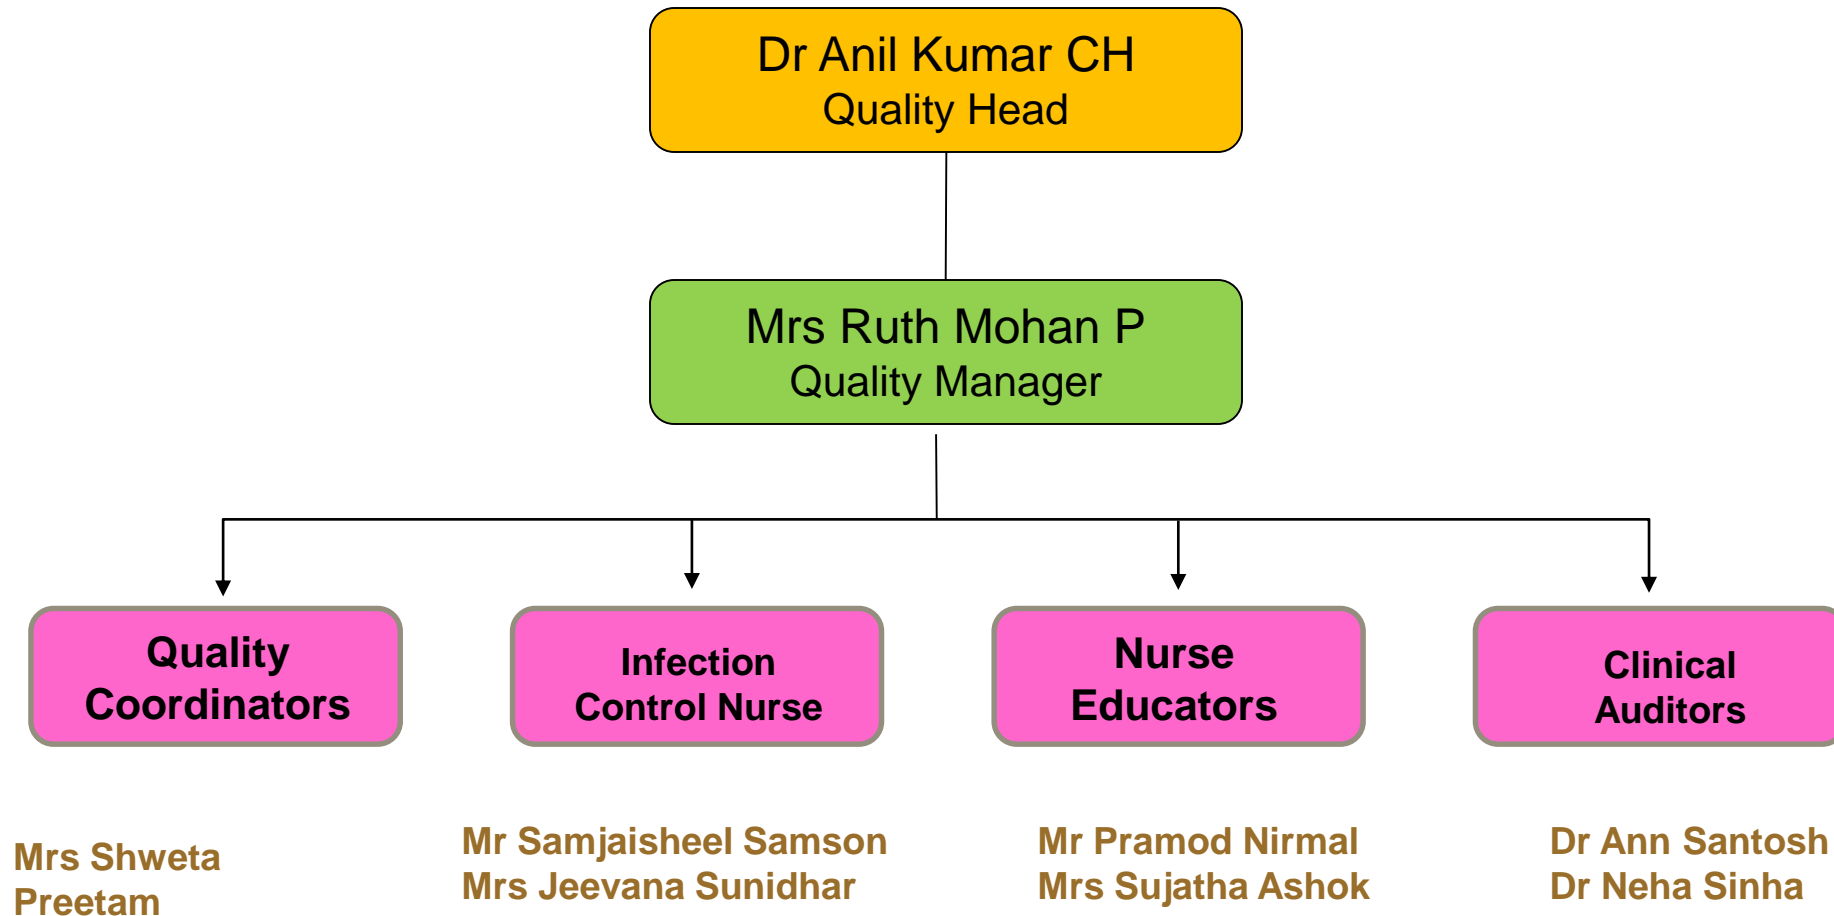 Dr Anil Kumar CH
Quality Head
Mrs Ruth Mohan P
Quality Manager
Quality
Coordinators
Infection
Control Nurse
Nurse
Educators
Clinical
Auditors
Mrs Shweta
Preetam
Mr Samjaisheel Samson
Mrs Jeevana Sunidhar
Mr Pramod Nirmal
Mrs Sujatha Ashok
Dr Ann Santosh
Dr Neha Sinha